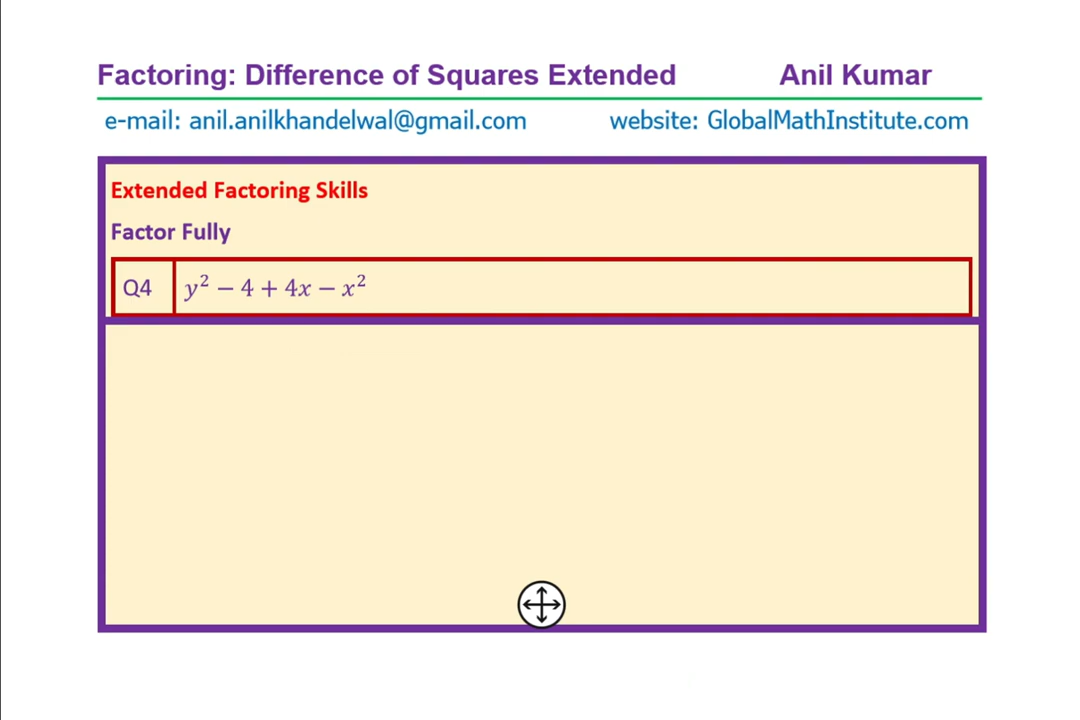 Factoring: Difference of Squares Extended Anil Kumar
e-mail: anil.anilkhandelwal@gmail.com website: GlobalMathInstitute.com
Extended Factoring Skills
Factor Fully
Q4 y² − 4 + 4x − x²